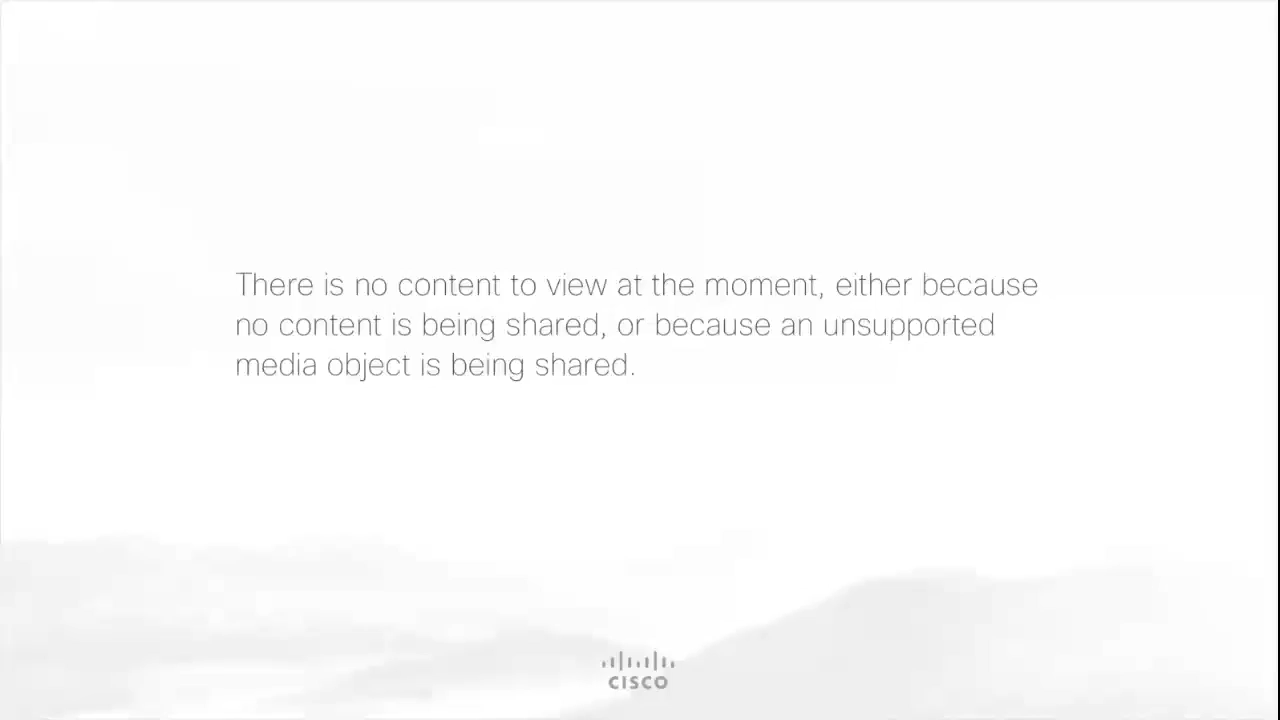 There is no content to view at the moment, either because
no content is being shared, or because an unsupported
media object is being shared.
CISCO